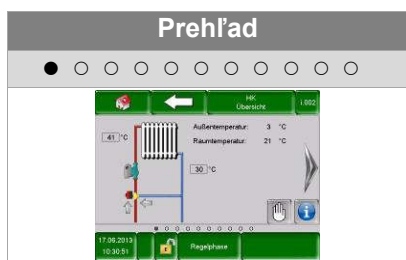 Prehľad
HK
Übersicht
i.002
Außentemperatur: 3 °C
Raumtemperatur: 21 °C
41 °C
30 °C
17.06.2013
10:30:51
Regelphase